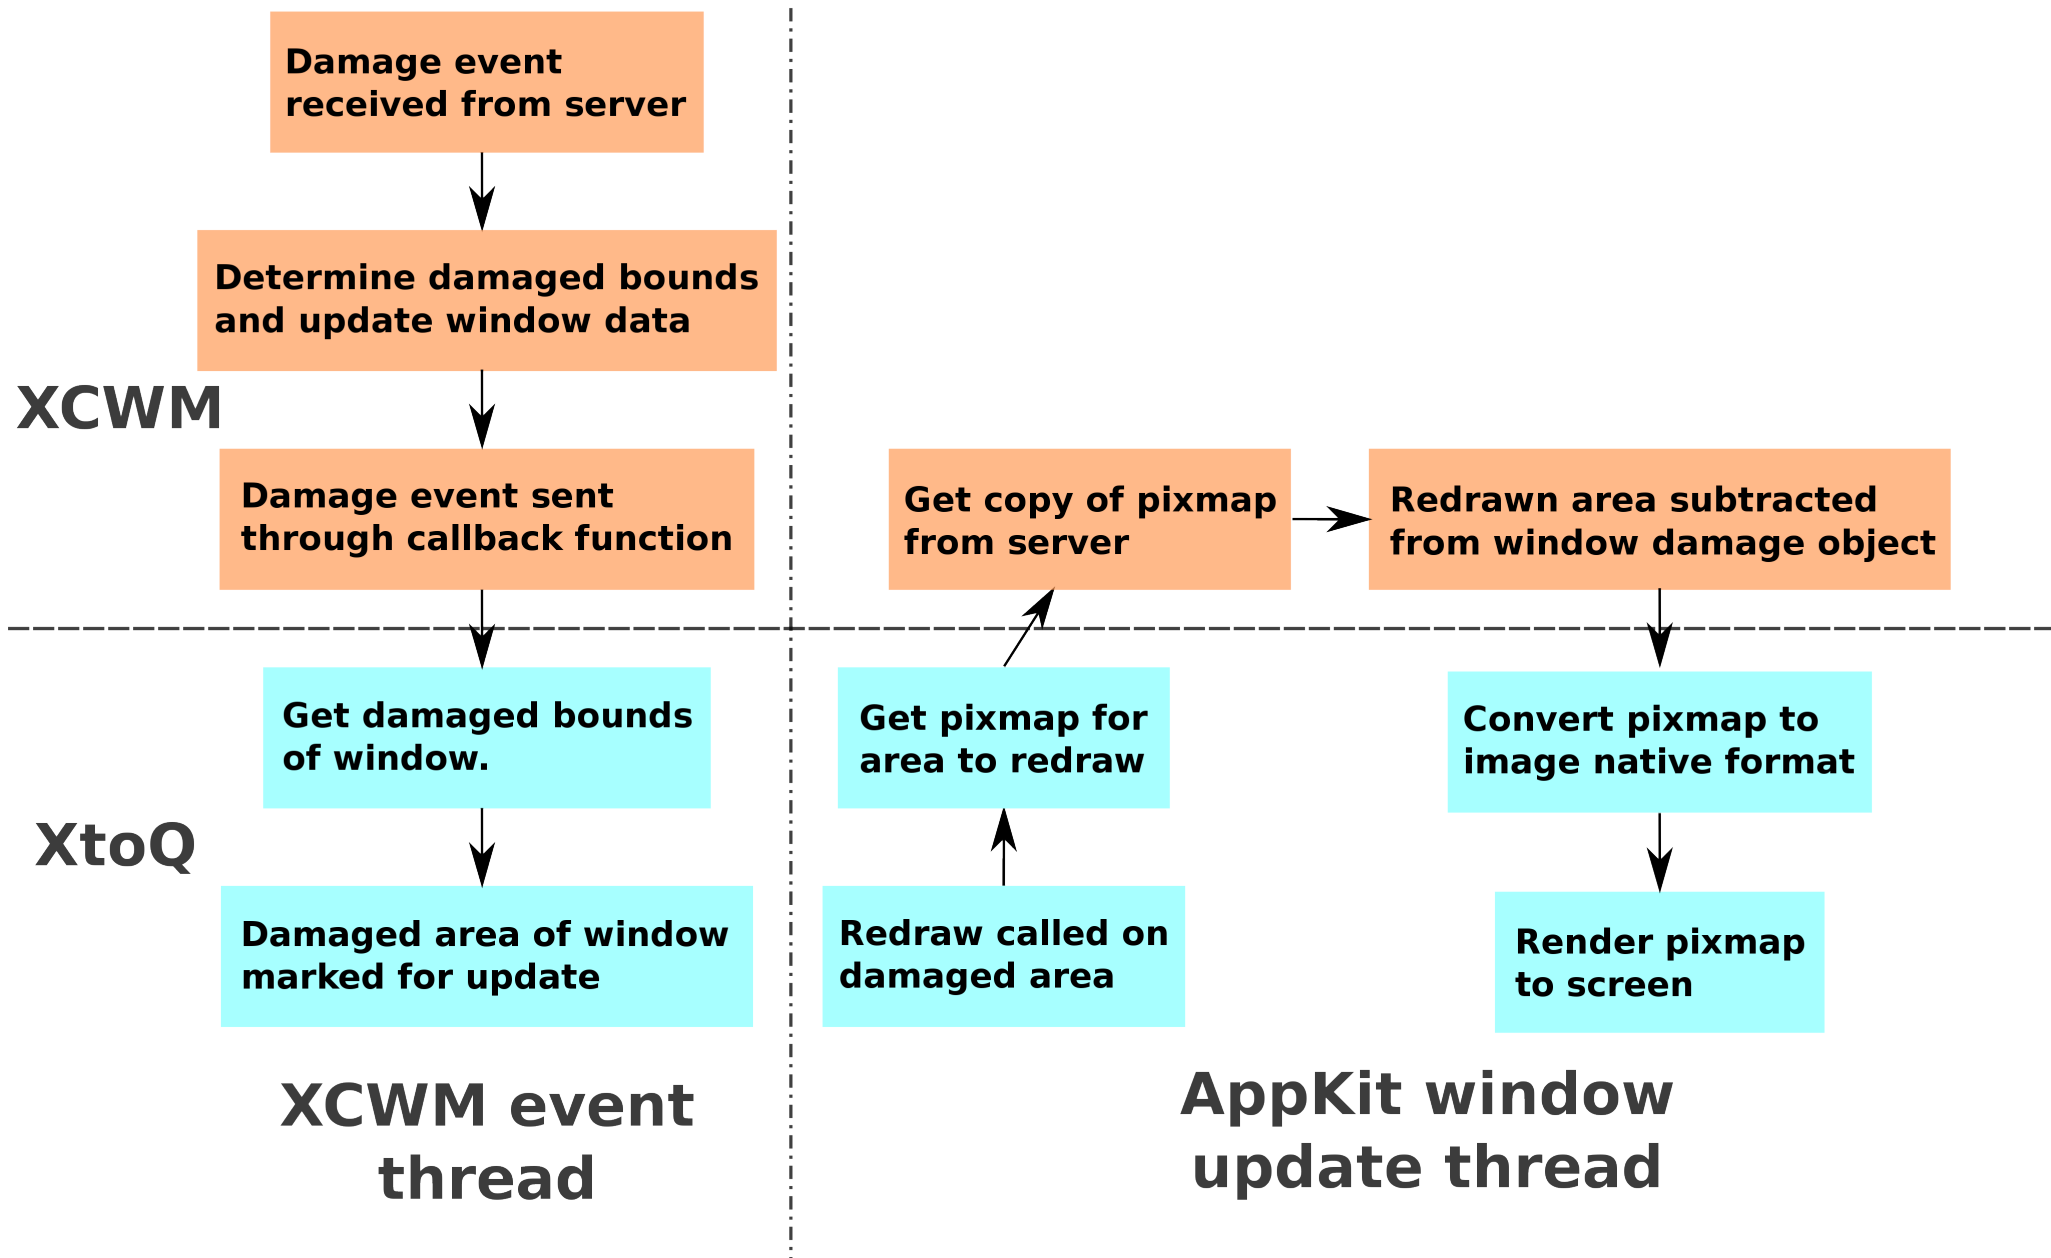 Damage event
received from server
Determine damaged bounds
and update window data
XCWM
Damage event sent
through callback function
Get copy of pixmap
from server
Redrawn area subtracted
from window damage object
Get damaged bounds
of window.
Get pixmap for
area to redraw
Convert pixmap to
image native format
XtoQ
Damaged area of window
marked for update
Redraw called on
damaged area
Render pixmap
to screen
XCWM event
thread
AppKit window
update thread